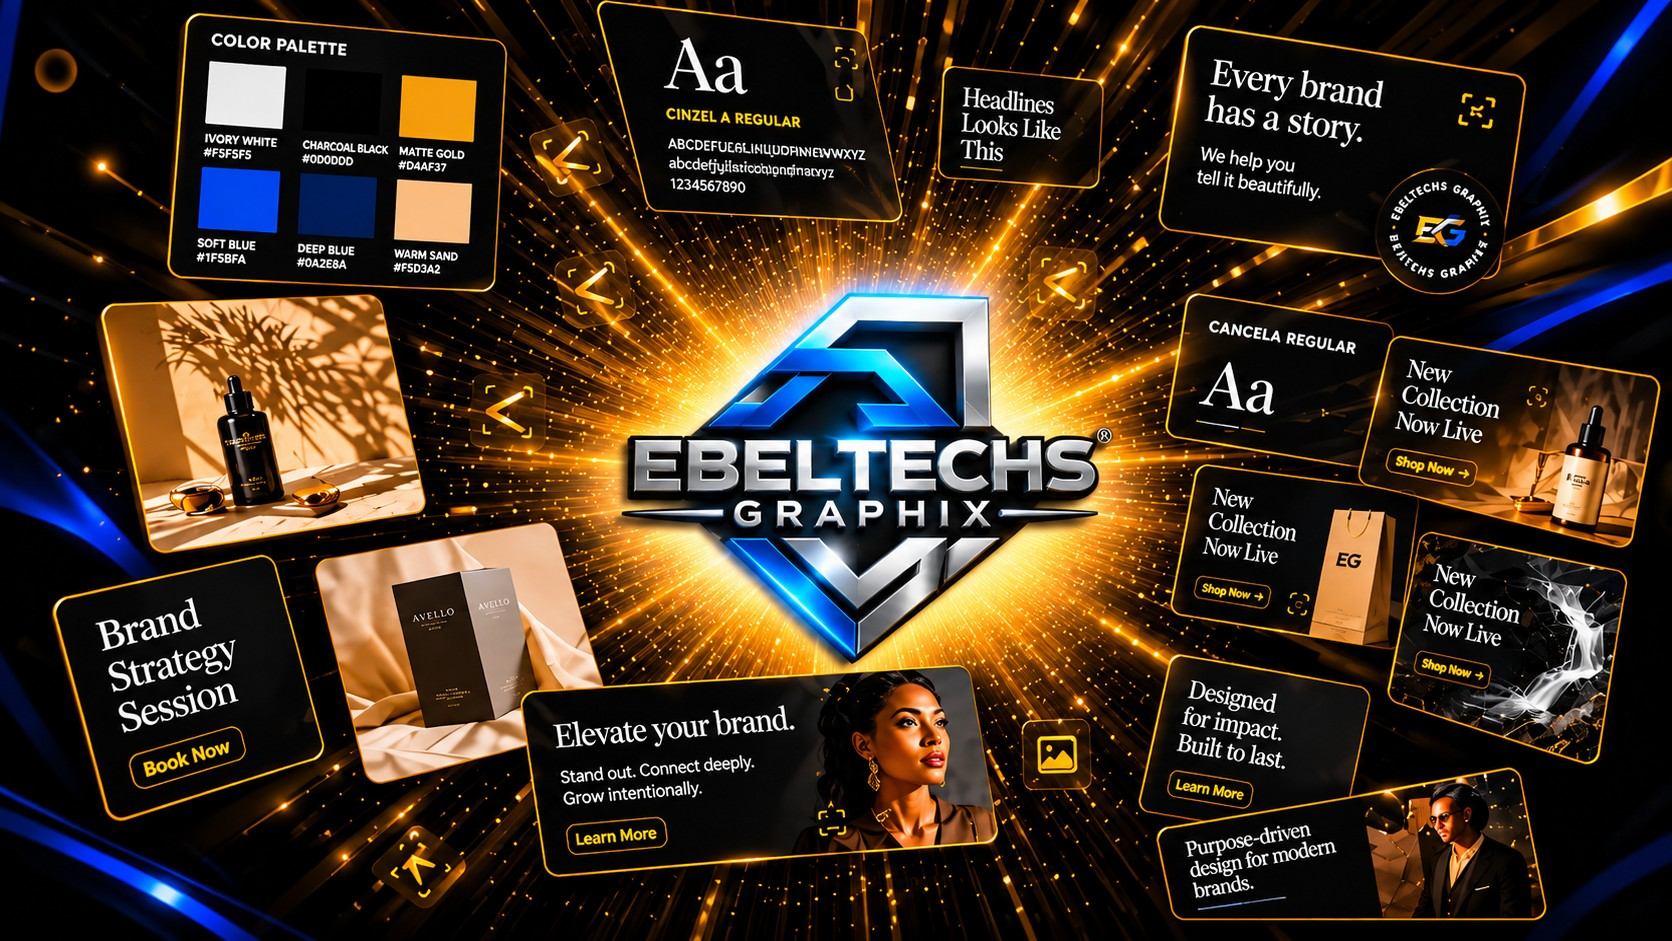 COLOR PALETTE
IVORY WHITE
#F5F5F5
CHARCOAL BLACK
#0D0DDD
MATTE GOLD
#D4AF37
SOFT BLUE
#1F5BFA
DEEP BLUE
#0A2E8A
WARM SAND
#F5D3A2
Aa
CINZEL A REGULAR
1234567890
Headlines
Looks Like
This
Every brand
has a story.
We help you
tell it beautifully.
EBELTECHS GRAPHIX
EG
CANCELA REGULAR
Aa
New
Collection
Now Live
Shop Now →
EBELTECHS®
GRAPHIX
New
Collection
Now Live
Shop Now →
EG
New
Collection
Now Live
Shop Now →
Brand
Strategy
Session
Book Now
AVELLO
AVELLO
Elevate your brand.
Stand out. Connect deeply.
Grow intentionally.
Learn More
Designed
for impact.
Built to last.
Learn More
Purpose-driven
design for modern
brands.